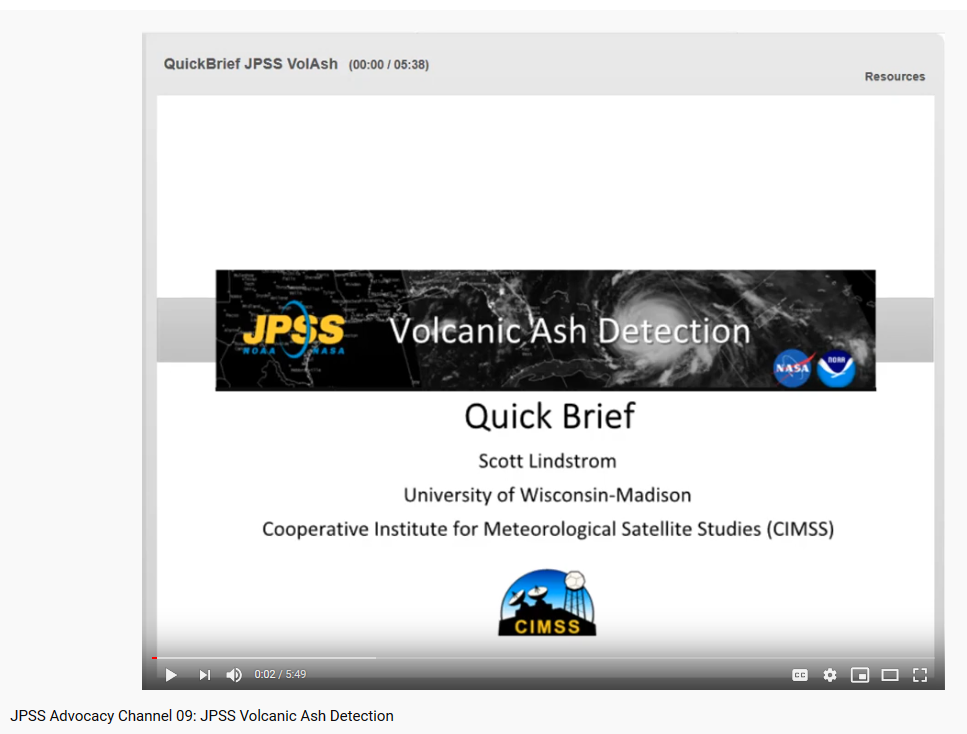 QuickBrief JPSS VolAsh (00:00 / 05:38)
Resources
JPSS
NOAA NASA
Volcanic Ash Detection
NASA
NOAA
Quick Brief
Scott Lindstrom
University of Wisconsin-Madison
Cooperative Institute for Meteorological Satellite Studies (CIMSS)
CIMSS
0:02 / 5:49
CC
JPSS Advocacy Channel 09: JPSS Volcanic Ash Detection